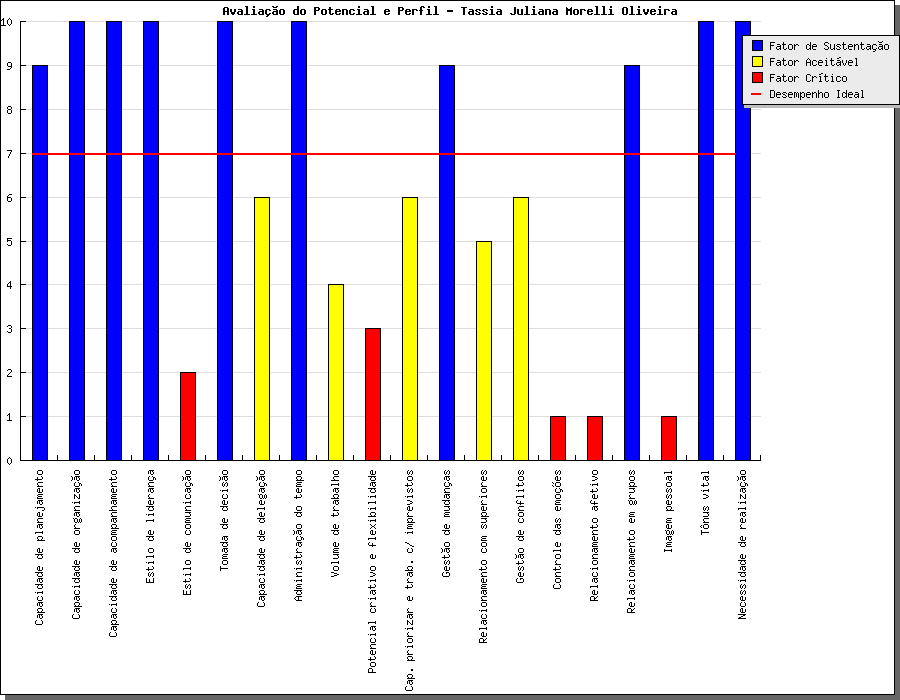 Avaliação do Potencial e Perfil - Tassia Juliana Morelli Oliveira
10
9
8
7
6
5
4
3
2
1
0
Fator de Sustentação
Fator Aceitável
Fator Crítico
Desempenho Ideal
Capacidade de planejamento
Capacidade de organização
Capacidade de acompanhamento
Estilo de liderança
Estilo de comunicação
Tomada de decisão
Capacidade de delegação
Administração do tempo
Volume de trabalho
Potencial criativo e flexibilidade
Cap. priorizar e trab. c/ imprevistos
Gestão de mudanças
Relacionamento com superiores
Gestão de conflitos
Controle das emoções
Relacionamento afetivo
Relacionamento em grupos
Imagem pessoal
Tônus vital
Necessidade de realização